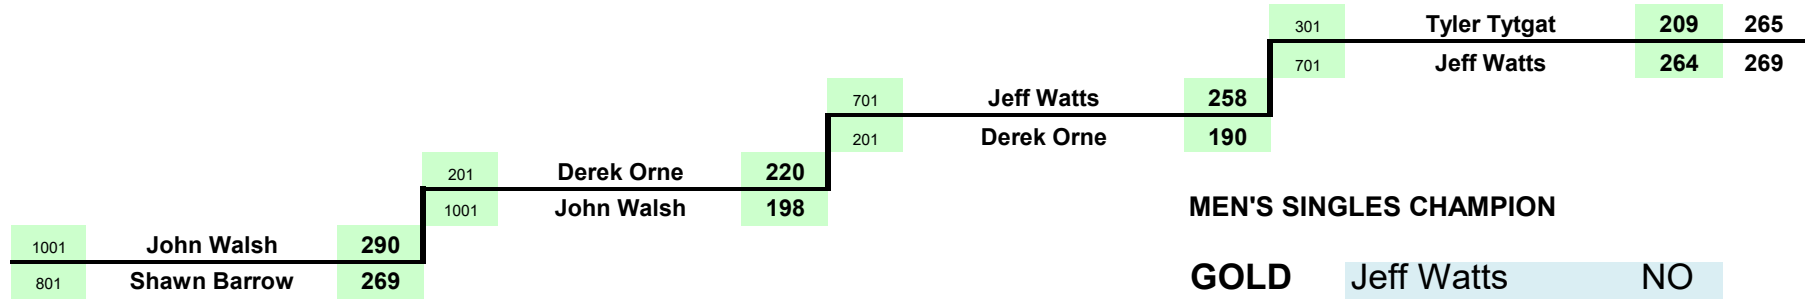 301 Tyler Tytgat 209 265
701 Jeff Watts 264 269
701 Jeff Watts 258
201 Derek Orne 190
201 Derek Orne 220
1001 John Walsh 198
MEN'S SINGLES CHAMPION
1001 John Walsh 290
801 Shawn Barrow 269
GOLD Jeff Watts NO